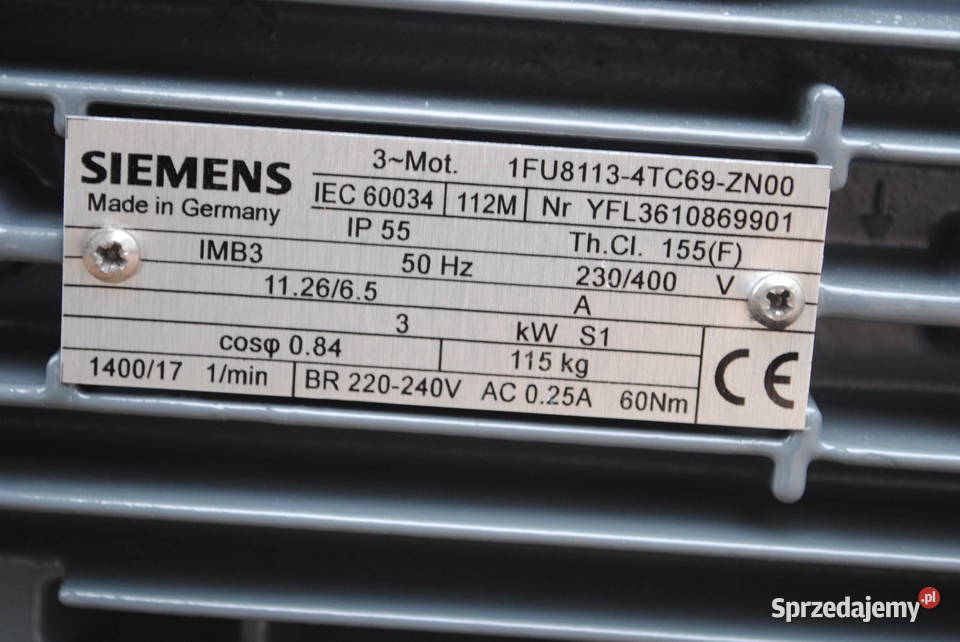 SIEMENS
Made in Germany
3~Mot. 1FU8113-4TC69-ZN00
IEC 60034 112M Nr YFL3610869901
IP 55 Th.Cl. 155(F)
IMB3 50 Hz 230/400 V
11.26/6.5 A
3 kW S1
cosφ 0.84 115 kg
1400/17 1/min BR 220-240V AC 0.25A 60Nm
CE
Sprzedajemy.pl